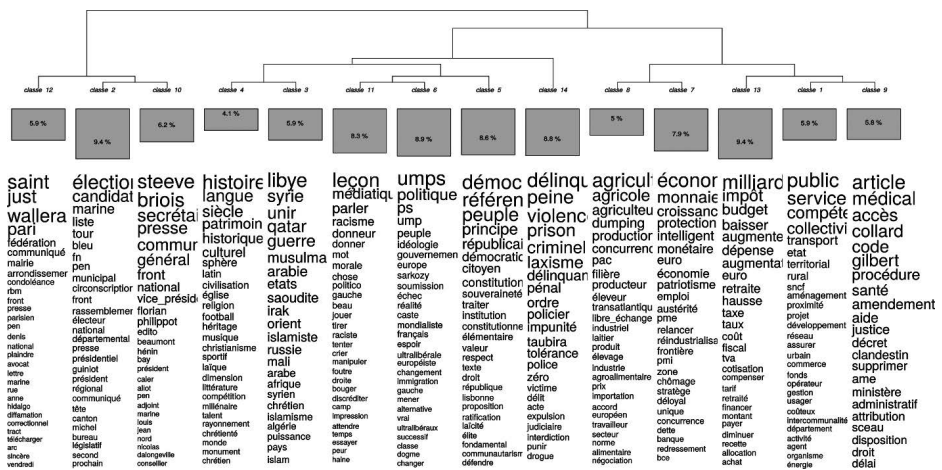 classe 12 classe 2 classe 10 classe 4 classe 3 classe 11 classe 6 classe 5 classe 14 classe 8 classe 7 classe 13 classe 1 classe 9
5.9 % 9.4 % 6.2 % 4.1 % 5.9 % 8.3 % 8.9 % 8.6 % 8.8 % 5 % 7.9 % 9.4 % 5.9 % 5.8 %
saint
just
wallera
pari
fédération
communiqué
mairie
arrondissemer
condoléance
rbm
front
presse
parisien
pen
denis
national
plaindre
avocat
lettre
marine
rue
anne
hidalgo
diffamation
correctionnel
tract
télécharger
arc
sincère
vendredi
élection
candidat
marine
liste
tour
bleu
fn
pen
municipal
circonscription
front
rassemblemer
électeur
national
départemental
presse
présidentiel
guiniot
président
régional
communiqué
tête
canton
michel
bureau
législatif
second
prochain
steeve
briois
secrétai
presse
commur
général
front
national
vice_présid
florian
philippot
edito
beaumont
hénin
bay
président
caler
aliot
pen
adjoint
marine
louis
jean
nord
nicolas
dalongeville
conseiller
histoire
langue
siècle
patrimoin
historique
culturel
sphère
latin
civilisation
église
religion
football
héritage
musique
christianisme
sportif
laïque
dimension
littérature
compétition
millénaire
talent
rayonnement
chrétienté
monde
monument
chrétien
libye
syrie
unir
qatar
guerre
musulma
arabie
etats
saoudite
irak
orient
islamiste
russie
mali
arabe
afrique
syrien
chrétien
islamisme
algérie
puissance
pays
islam
leçon
médiatiqu
parler
racisme
donneur
donner
mot
morale
chose
politico
gauche
beau
jouer
tirer
raciste
tenter
crier
manipuler
foutre
droite
bouger
discréditer
camp
impression
attendre
temps
essayer
peur
haine
umps
politique
ps
ump
peuple
idéologie
gouvernemen
europe
sarkozy
soumission
échec
réalité
caste
mondialiste
français
espoir
ultralibérale
européiste
changement
immigration
gauche
mener
alternative
vrai
ultralibéraux
successif
classe
dogme
changer
démoc
référen
peuple
principe
républicai
démocratic
citoyen
constitution
souveraineté
traiter
institution
constitutionne
élémentaire
valeur
respect
texte
droit
république
lisbonne
proposition
ratification
laïcité
élite
fondamental
communautarism
défendre
délinqu
peine
violenc
prison
criminel
laxisme
délinquan
pénal
ordre
policier
impunité
taubira
tolérance
police
zéro
victime
délit
acte
expulsion
judiciaire
interdiction
punir
drogue
agricult
agricole
agriculteu
dumping
production
concurrenc
pac
filière
producteur
éleveur
transatlantiqu
libre_échange
industriel
laitier
produit
élevage
industrie
agroalimentaire
prix
importation
accord
européen
travailleur
secteur
norme
alimentaire
négociation
économ
monnaie
croissanc
protection
intelligent
monétaire
euro
économie
patriotisme
emploi
austérité
pme
relancer
réindustrialisa
frontière
pmi
zone
chômage
stratège
déloyal
unique
concurrence
dette
banque
redressement
bce
milliard
impôt
budget
baisser
augmente
dépense
augmentat
euro
retraite
hausse
taxe
taux
coût
fiscal
tva
cotisation
compenser
tarif
retraité
financer
montant
payer
diminuer
recette
allocation
achat
public
service
compéte
collectivi
transport
etat
territorial
rural
sncf
aménagement
proximité
projet
développement
réseau
assurer
urbain
commerce
fonds
opérateur
gestion
usager
coûteux
intercommunalité
département
activité
agent
organisme
énergie
article
médical
accès
collard
code
gilbert
procédure
santé
amendement
aide
justice
décret
clandestin
supprimer
ame
ministère
administratif
attribution
sceau
disposition
droit
délai